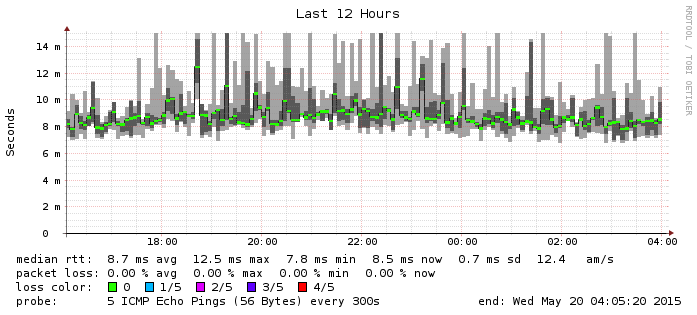 Last 12 Hours
RRDTOOL / TOBI OETIKER
Seconds
14 m
12 m
10 m
8 m
6 m
4 m
2 m
0
18:00 20:00 22:00 00:00 02:00 04:00
median rtt: 8.7 ms avg 12.5 ms max 7.8 ms min 8.5 ms now 0.7 ms sd 12.4 am/s
packet loss: 0.00 % avg 0.00 % max 0.00 % min 0.00 % now
loss color: 0 1/5 2/5 3/5 4/5
probe: 5 ICMP Echo Pings (56 Bytes) every 300s end: Wed May 20 04:05:20 2015